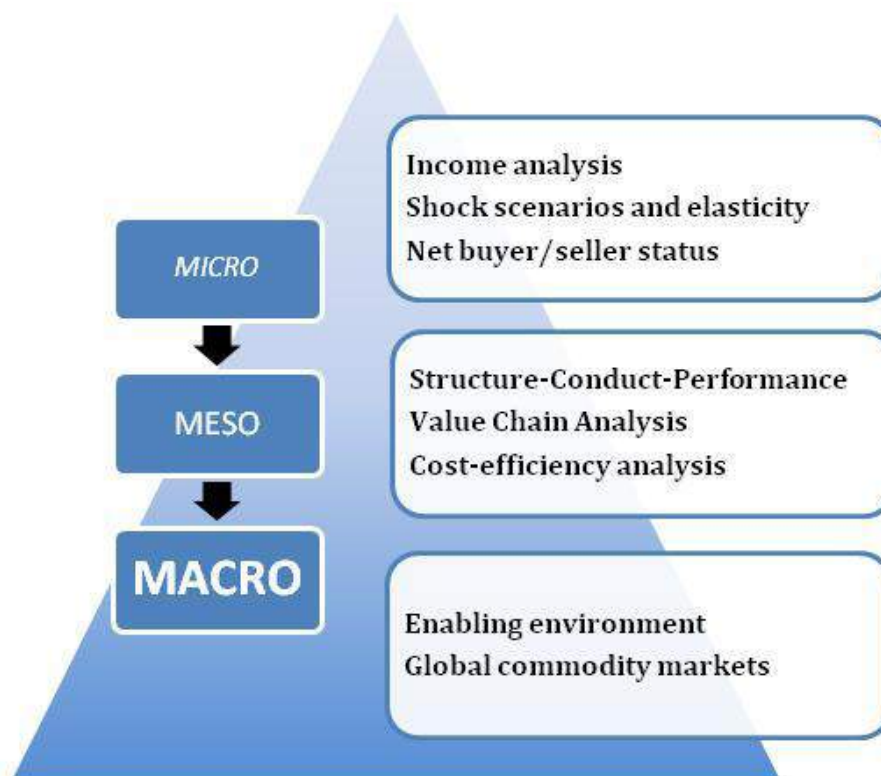 MICRO
Income analysis
Shock scenarios and elasticity
Net buyer/seller status
MESO
Structure-Conduct-Performance
Value Chain Analysis
Cost-efficiency analysis
MACRO
Enabling environment
Global commodity markets